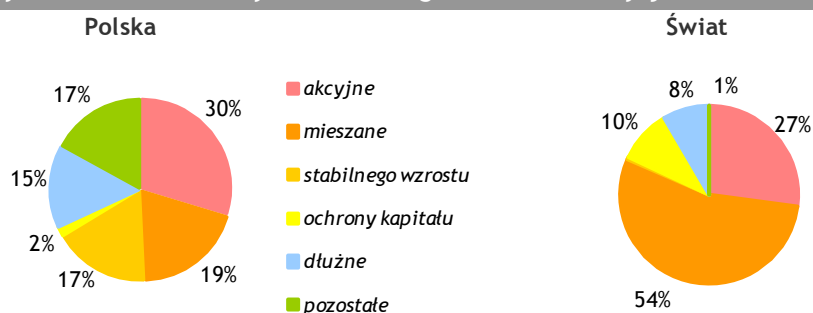 Polska
Świat
17%
30%
15%
2%
17%
19%
akcyjne
mieszane
stabilnego wzrostu
ochrony kapitału
dłużne
pozostałe
8%
1%
10%
27%
54%